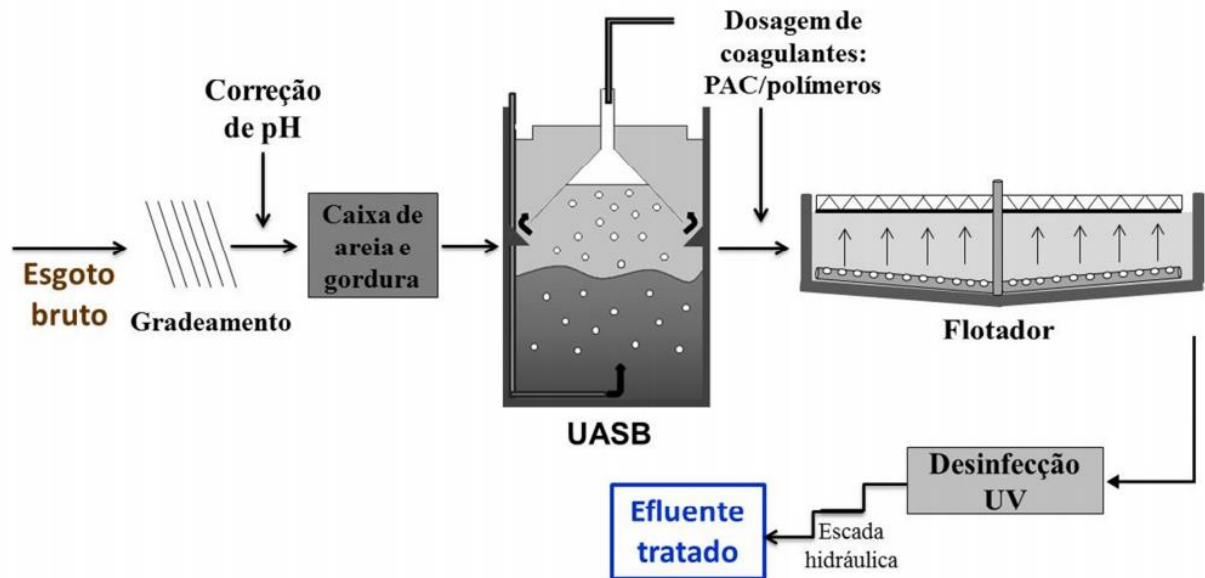 Esgoto
bruto
Gradeamento
Correção
de pH
Caixa de
areia e
gordura
UASB
Dosagem de
coagulantes:
PAC/polímeros
Flotador
Desinfecção
UV
Escada
hidráulica
Efluente
tratado